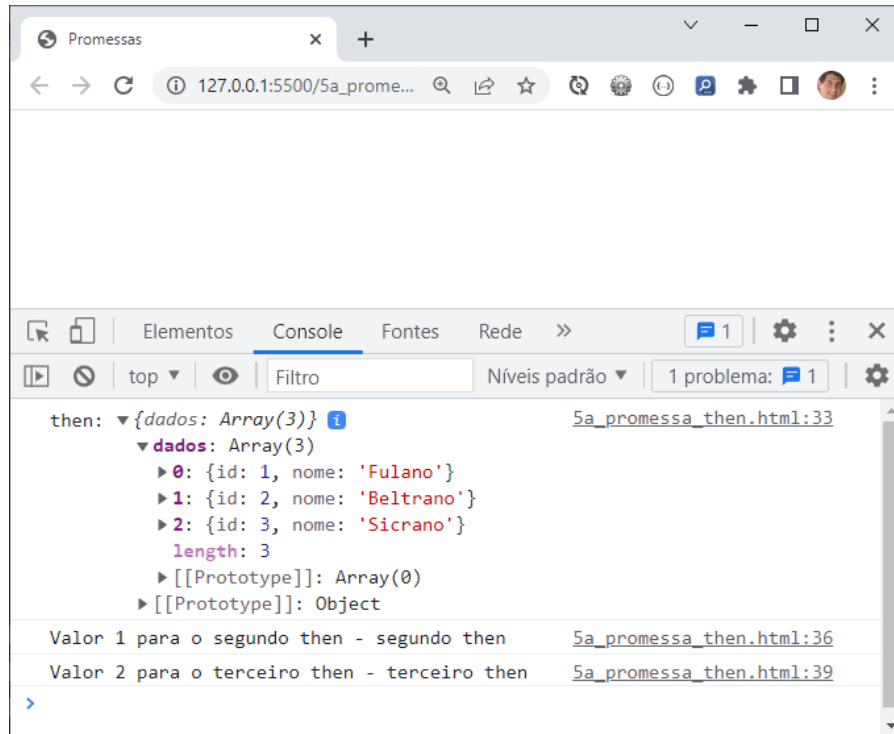 Promessas
127.0.0.1:5500/5a_prome...
Elementos Console Fontes Rede » 1
top ▼ Filtro Níveis padrão ▼ 1 problema: 1
then: ▼{dados: Array(3)} i 5a_promessa_then.html:33
▼dados: Array(3)
▶0: {id: 1, nome: 'Fulano'}
▶1: {id: 2, nome: 'Beltrano'}
▶2: {id: 3, nome: 'Sicrano'}
length: 3
▶[[Prototype]]: Array(0)
▶[[Prototype]]: Object
Valor 1 para o segundo then - segundo then 5a_promessa_then.html:36
Valor 2 para o terceiro then - terceiro then 5a_promessa_then.html:39